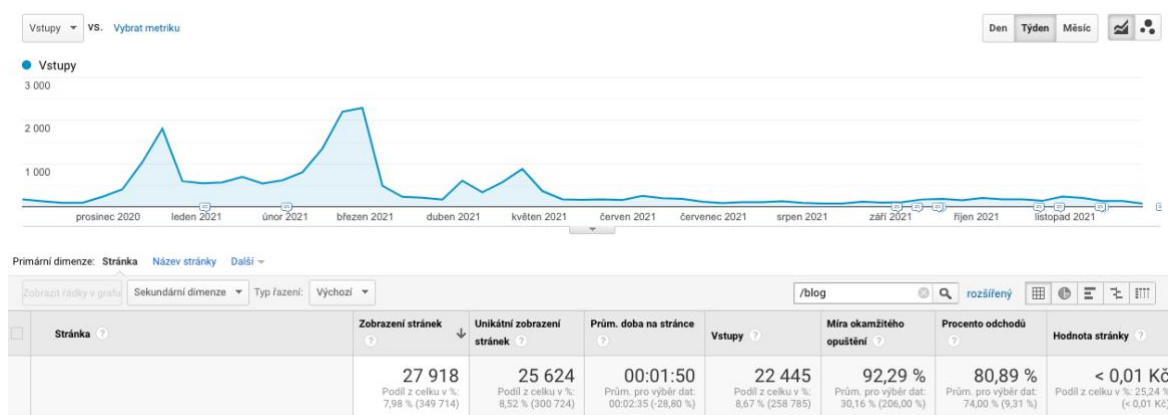 Vstupy VS. Vybrat metriku Den Týden Měsíc
Vstupy
3 000
2 000
1 000
prosinec 2020 leden 2021 únor 2021 březen 2021 duben 2021 květen 2021 červen 2021 červenec 2021 srpen 2021 září 2021 říjen 2021 listopad 2021
Primární dimenze: Stránka Název stránky Další
Zobrazit řádky v grafu Sekundární dimenze Typ řazení: Výchozí /blog rozšířený
Stránka ? Zobrazení stránek ? Unikátní zobrazení stránek ? Prům. doba na stránce ? Vstupy ? Míra okamžitého opuštění ? Procento odchodů ? Hodnota stránky ?
27 918 25 624 00:01:50 22 445 92,29 % 80,89 % < 0,01 Kč
Podíl z celku v %: Podíl z celku v %: Prům. pro výběr dat: Podíl z celku v %: Prům. pro výběr dat: Prům. pro výběr dat: Podíl z celku v %: 25,24 %
7,98 % (349 714) 8,52 % (300 724) 00:02:35 (-28,80 %) 8,67 % (258 785) 30,16 % (206,00 %) 74,00 % (9,31 %) (< 0,01 Kč)